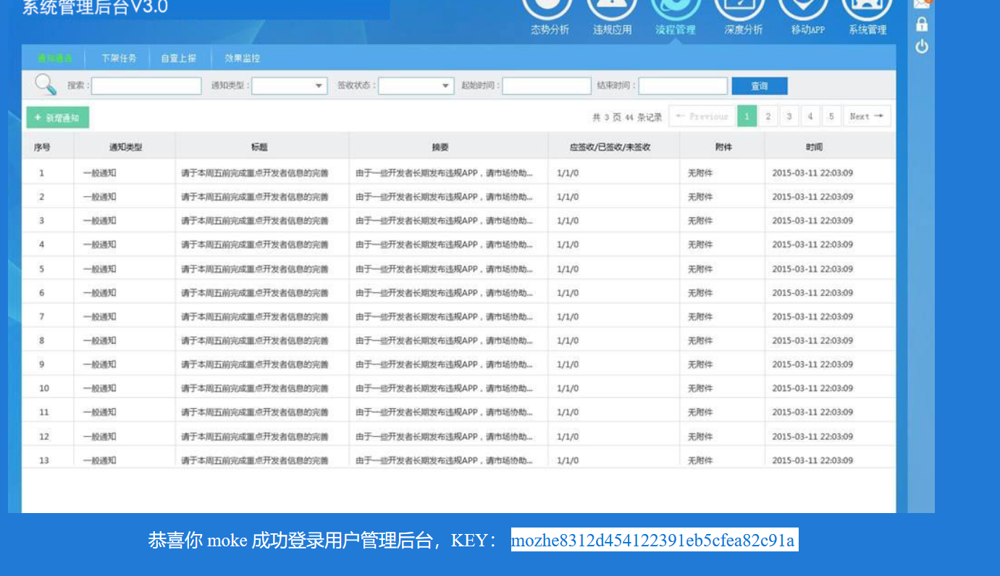 系统管理后台V3.0
态势分析 违规应用 流程管理 深度分析 移动APP 系统管理
通知通告 下架任务 自查上报 效果监控
搜索： 通知类型： 签收状态： 起始时间： 结束时间： 查询
+ 新增通知 共 3 页 44 条记录 ← Previous 1 2 3 4 5 Next →
序号 通知类型 标题 摘要 应签收/已签收/未签收 附件 时间
1 一般通知 请于本周五前完成重点开发者信息的完善 由于一些开发者长期发布违规APP，请市场协助... 1/1/0 无附件 2015-03-11 22:03:09
2 一般通知 请于本周五前完成重点开发者信息的完善 由于一些开发者长期发布违规APP，请市场协助... 1/1/0 无附件 2015-03-11 22:03:09
3 一般通知 请于本周五前完成重点开发者信息的完善 由于一些开发者长期发布违规APP，请市场协助... 1/1/0 无附件 2015-03-11 22:03:09
4 一般通知 请于本周五前完成重点开发者信息的完善 由于一些开发者长期发布违规APP，请市场协助... 1/1/0 无附件 2015-03-11 22:03:09
5 一般通知 请于本周五前完成重点开发者信息的完善 由于一些开发者长期发布违规APP，请市场协助... 1/1/0 无附件 2015-03-11 22:03:09
6 一般通知 请于本周五前完成重点开发者信息的完善 由于一些开发者长期发布违规APP，请市场协助... 1/1/0 无附件 2015-03-11 22:03:09
7 一般通知 请于本周五前完成重点开发者信息的完善 由于一些开发者长期发布违规APP，请市场协助... 1/1/0 无附件 2015-03-11 22:03:09
8 一般通知 请于本周五前完成重点开发者信息的完善 由于一些开发者长期发布违规APP，请市场协助... 1/1/0 无附件 2015-03-11 22:03:09
9 一般通知 请于本周五前完成重点开发者信息的完善 由于一些开发者长期发布违规APP，请市场协助... 1/1/0 无附件 2015-03-11 22:03:09
10 一般通知 请于本周五前完成重点开发者信息的完善 由于一些开发者长期发布违规APP，请市场协助... 1/1/0 无附件 2015-03-11 22:03:09
11 一般通知 请于本周五前完成重点开发者信息的完善 由于一些开发者长期发布违规APP，请市场协助... 1/1/0 无附件 2015-03-11 22:03:09
12 一般通知 请于本周五前完成重点开发者信息的完善 由于一些开发者长期发布违规APP，请市场协助... 1/1/0 无附件 2015-03-11 22:03:09
13 一般通知 请于本周五前完成重点开发者信息的完善 由于一些开发者长期发布违规APP，请市场协助... 1/1/0 无附件 2015-03-11 22:03:09
恭喜你 moke 成功登录用户管理后台，KEY： mozhe8312d454122391eb5cfea82c91a